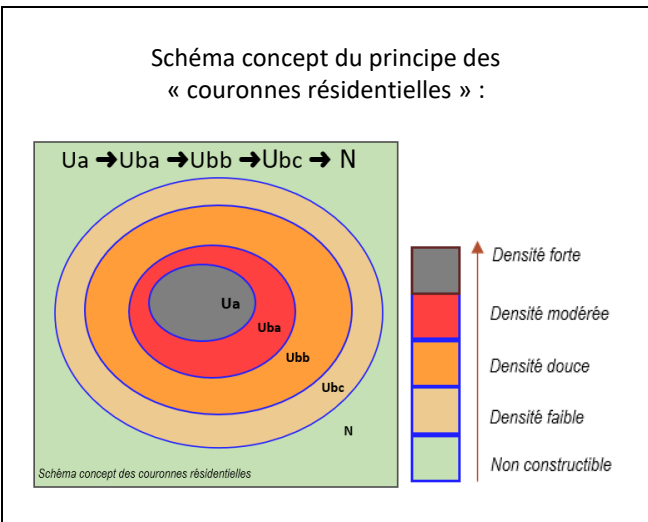 Schéma concept du principe des
« couronnes résidentielles » :
Ua ➜Uba ➜Ubb ➜Ubc ➜ N
Ua
Uba
Ubb
Ubc
N
Schéma concept des couronnes résidentielles
Densité forte
Densité modérée
Densité douce
Densité faible
Non constructible